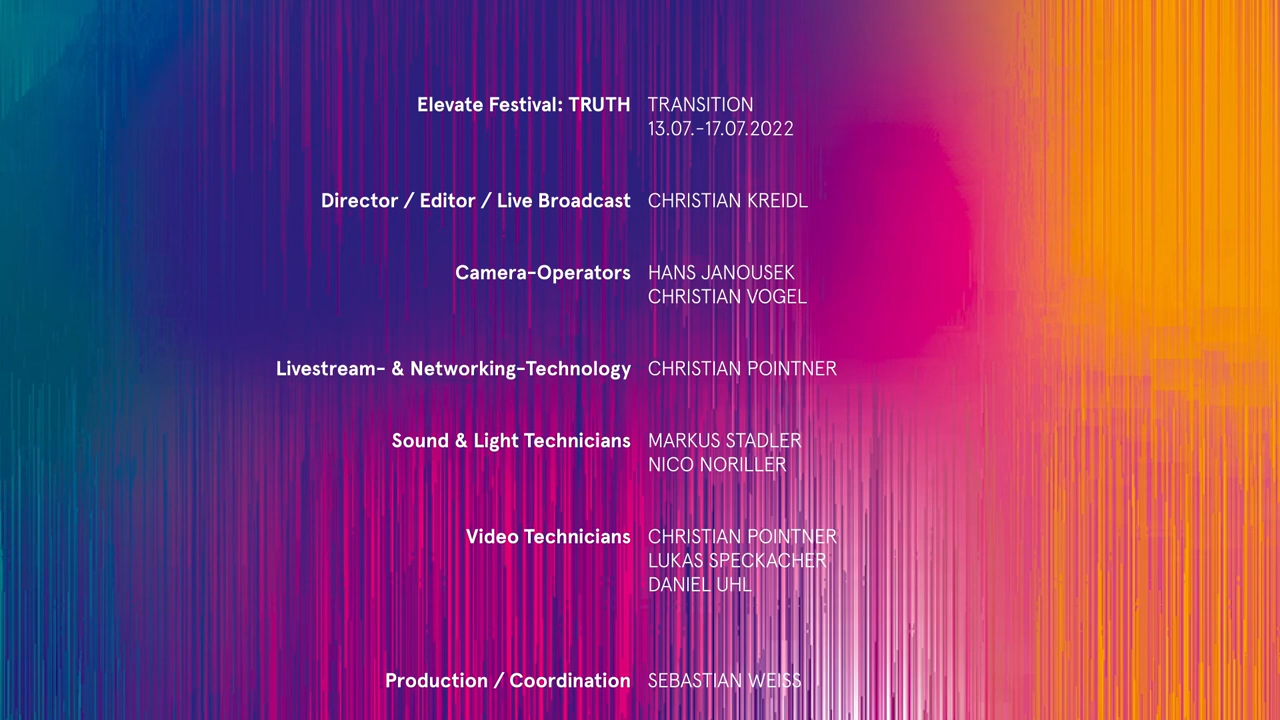 Elevate Festival: TRUTH TRANSITION
13.07.-17.07.2022
Director / Editor / Live Broadcast CHRISTIAN KREIDL
Camera-Operators HANS JANOUSEK
CHRISTIAN VOGEL
Livestream- & Networking-Technology CHRISTIAN POINTNER
Sound & Light Technicians MARKUS STADLER
NICO NORILLER
Video Technicians CHRISTIAN POINTNER
LUKAS SPECKACHER
DANIEL UHL
Production / Coordination SEBASTIAN WEISS